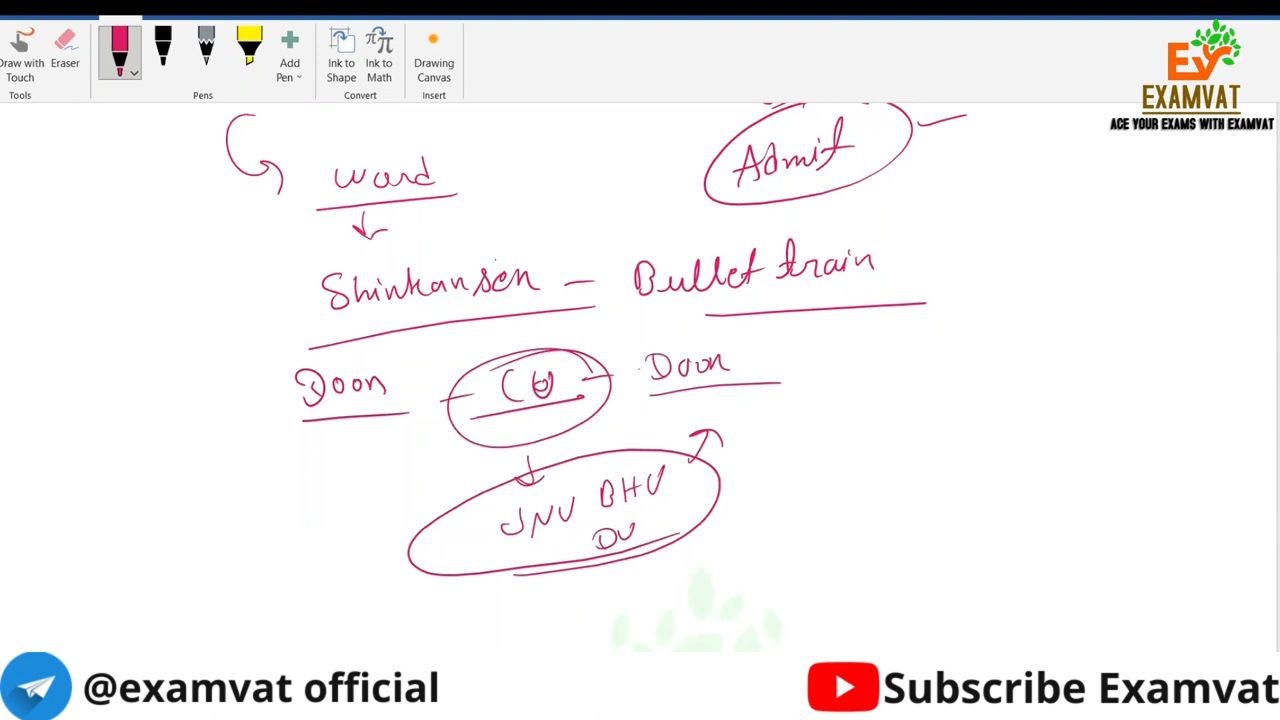 Draw with
Touch
Eraser
Add
Pen
Ink to
Shape
Ink to
Math
Drawing
Canvas
Tools
Pens
Convert
Insert
EXAMVAT
ACE YOUR EXAMS WITH EXAMVAT
Admit
word
Shinkansen – Bullet train
Doon – CU – Doon
JNU BHU
DU
@examvat official
Subscribe Examvat